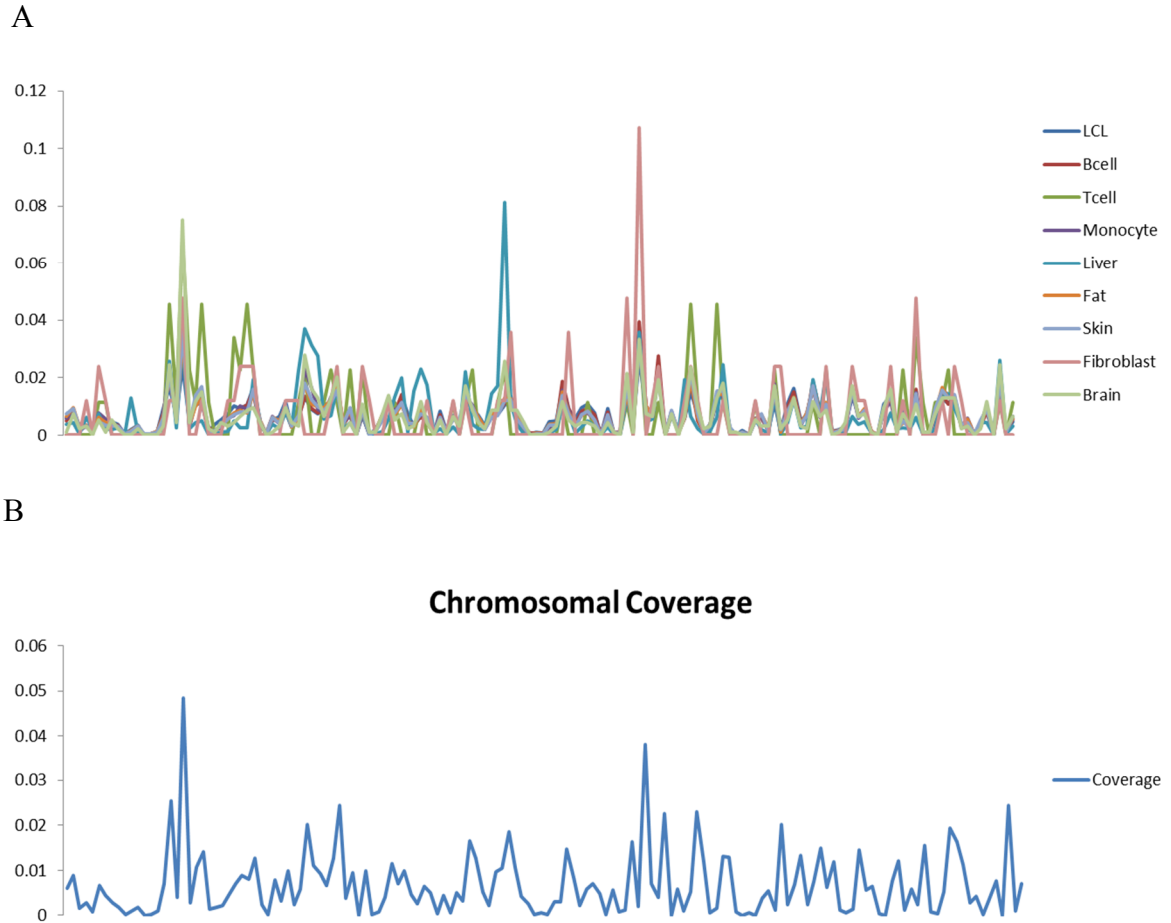 A
0.12
0.1
0.08
0.06
0.04
0.02
0
LCL
Bcell
Tcell
Monocyte
Liver
Fat
Skin
Fibroblast
Brain
B
Chromosomal Coverage
0.06
0.05
0.04
0.03
0.02
0.01
0
Coverage